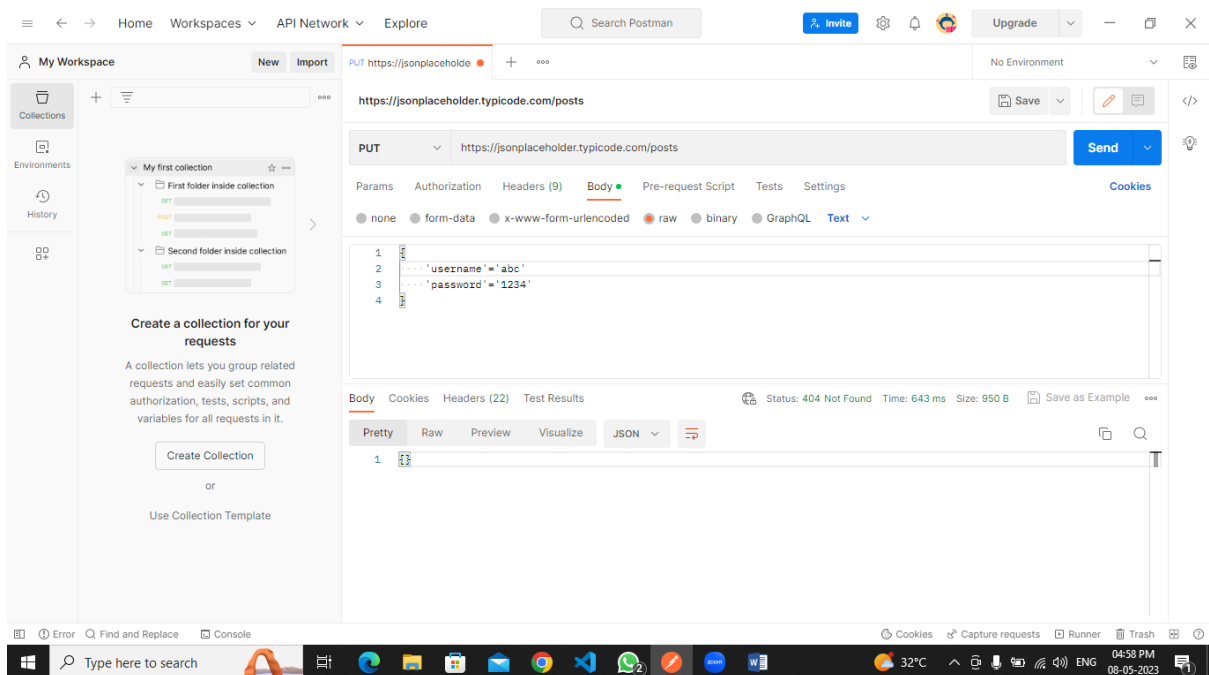 Home Workspaces API Network Explore Search Postman Invite Upgrade
My Workspace New Import PUT https://jsonplaceholde No Environment
Collections
Environments
History
https://jsonplaceholder.typicode.com/posts Save
PUT https://jsonplaceholder.typicode.com/posts Send
Params Authorization Headers (9) Body Pre-request Script Tests Settings Cookies
none form-data x-www-form-urlencoded raw binary GraphQL Text
1 {
2 ····'username'='abc'
3 ····'password'='1234'
4 }
My first collection
First folder inside collection
GET
POST
GET
Second folder inside collection
GET
GET
Create a collection for your
requests
A collection lets you group related
requests and easily set common
authorization, tests, scripts, and
variables for all requests in it.
Create Collection
or
Use Collection Template
Body Cookies Headers (22) Test Results Status: 404 Not Found Time: 643 ms Size: 950 B Save as Example
Pretty Raw Preview Visualize JSON
1 {}
Error Find and Replace Console Cookies Capture requests Runner Trash
Type here to search 2 zoom W 32°C ENG 04:58 PM
08-05-2023 1